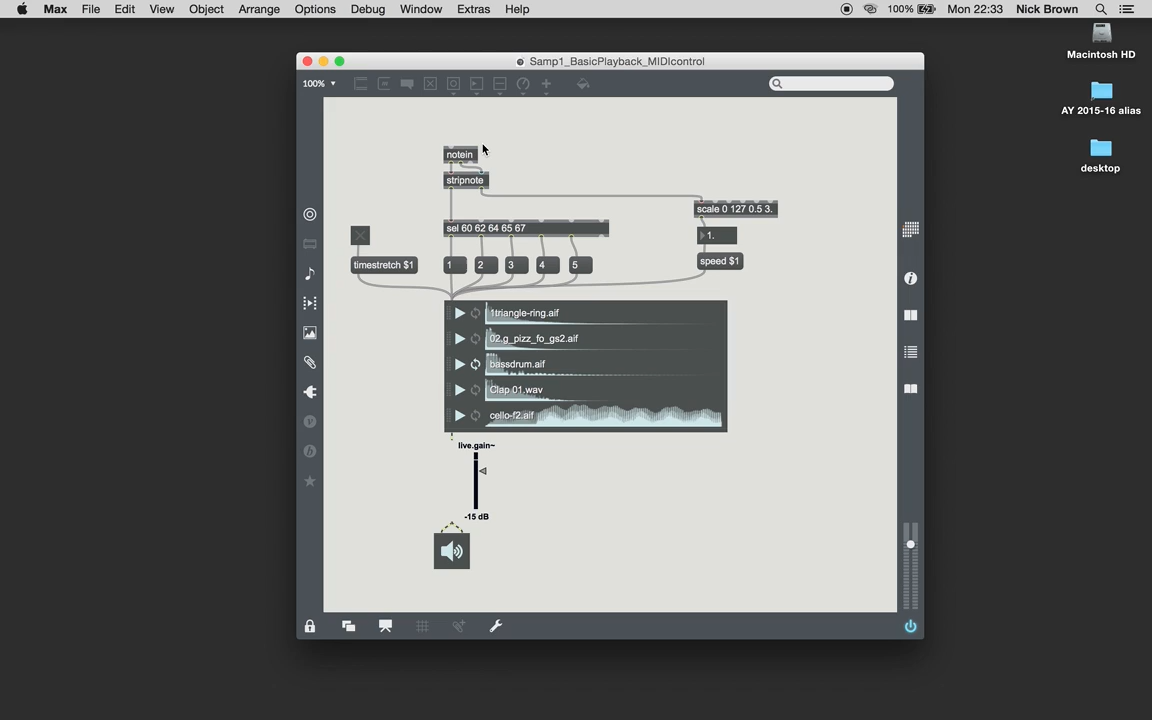 Max File Edit View Object Arrange Options Debug Window Extras Help 100% Mon 22:33 Nick Brown
Macintosh HD
Samp1_BasicPlayback_MIDIcontrol
100%
AY 2015-16 alias
desktop
notein
stripnote
scale 0 127 0.5 3.
sel 60 62 64 65 67
1.
timestretch $1
1
2
3
4
5
speed $1
1triangle-ring.aif
02.g_pizz_fo_gs2.aif
bassdrum.aif
Clap 01.wav
cello-f2.aif
live.gain~
-15 dB